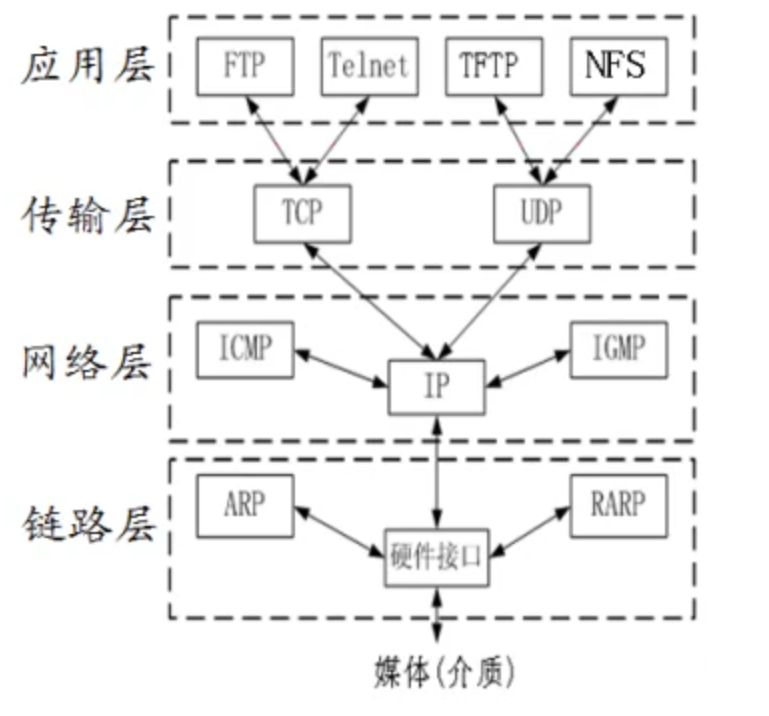 应用层
FTP
Telnet
TFTP
NFS
传输层
TCP
UDP
网络层
ICMP
IGMP
IP
链路层
ARP
RARP
硬件接口
媒体(介质)